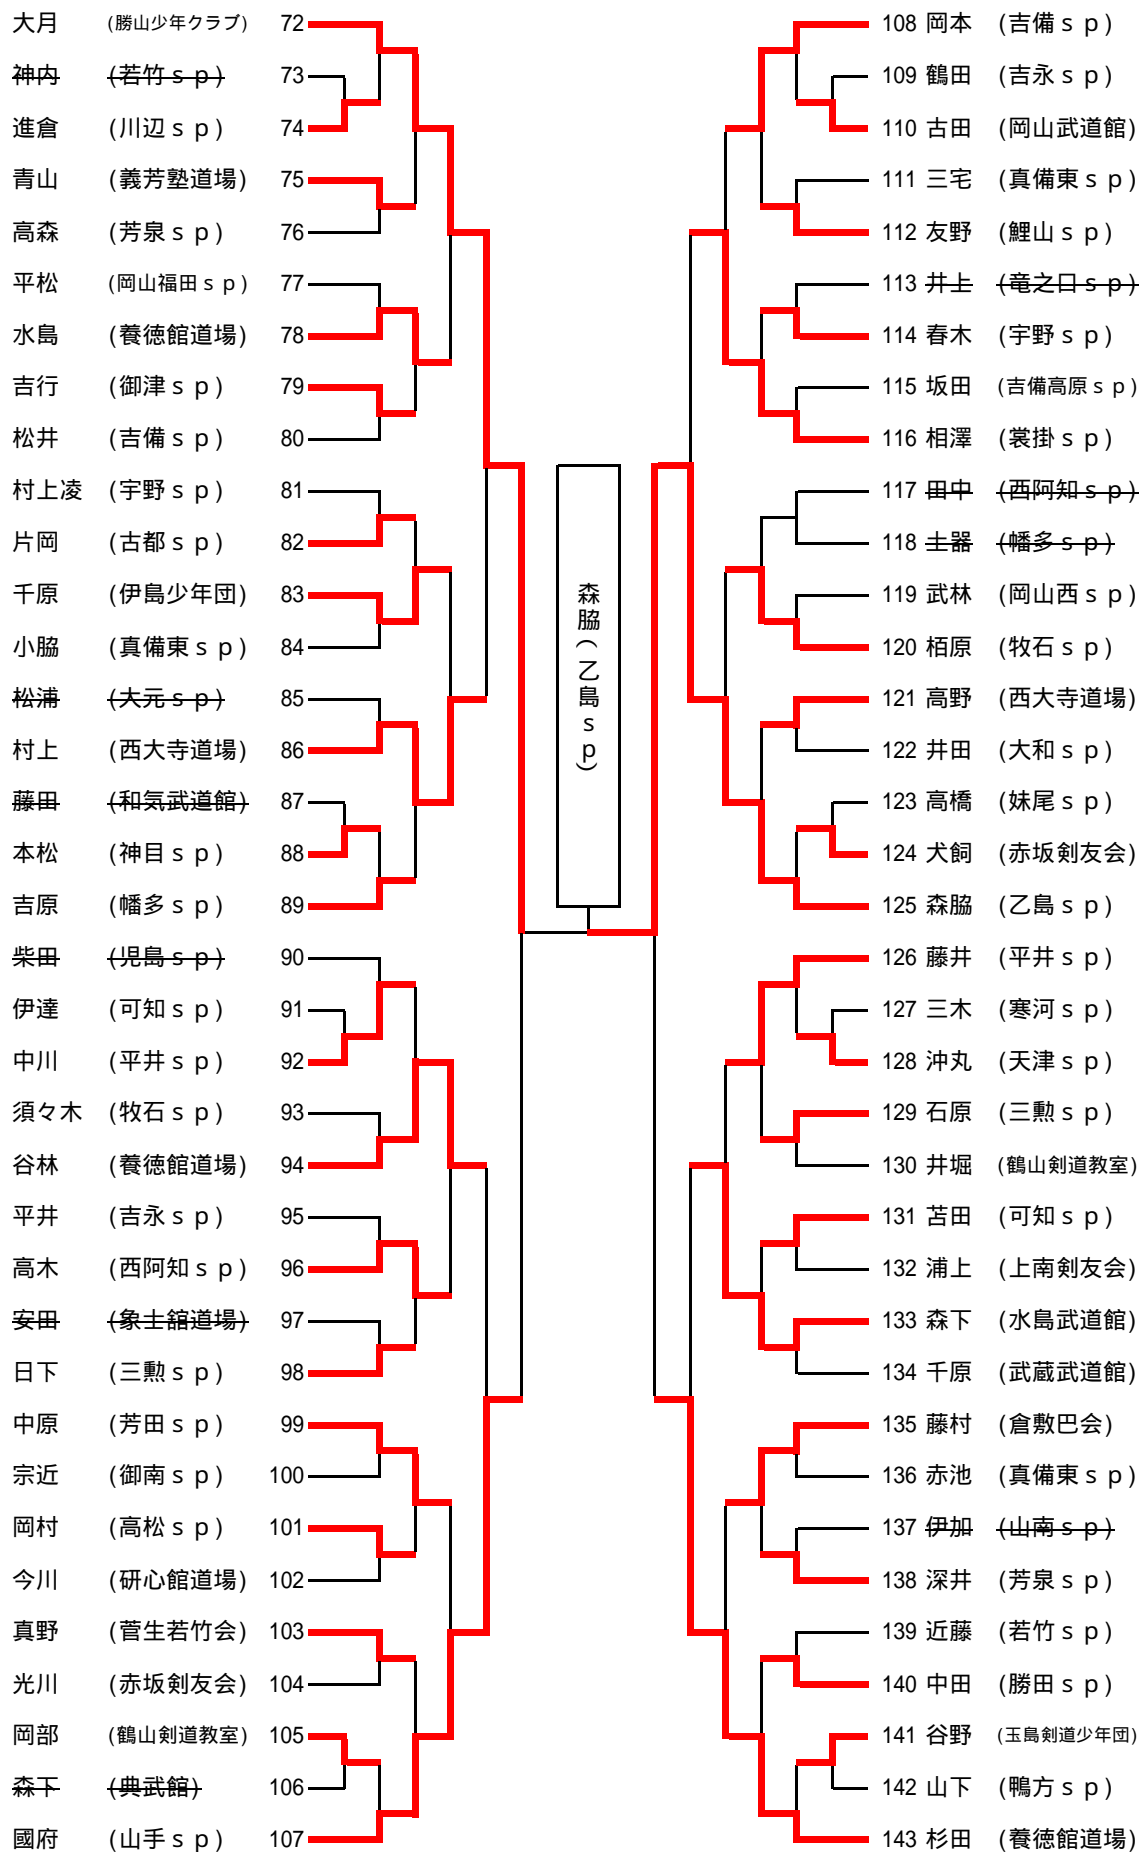 大月 (勝山少年クラブ) 72
神内 (若竹ｓｐ) 73
進倉 (川辺ｓｐ) 74
青山 (義芳塾道場) 75
高森 (芳泉ｓｐ) 76
平松 (岡山福田ｓｐ) 77
水島 (養徳館道場) 78
吉行 (御津ｓｐ) 79
松井 (吉備ｓｐ) 80
村上凌 (宇野ｓｐ) 81
片岡 (古都ｓｐ) 82
千原 (伊島少年団) 83
小脇 (真備東ｓｐ) 84
松浦 (大元ｓｐ) 85
村上 (西大寺道場) 86
藤田 (和気武道館) 87
本松 (神目ｓｐ) 88
吉原 (幡多ｓｐ) 89
柴田 (児島ｓｐ) 90
伊達 (可知ｓｐ) 91
中川 (平井ｓｐ) 92
須々木 (牧石ｓｐ) 93
谷林 (養徳館道場) 94
平井 (吉永ｓｐ) 95
高木 (西阿知ｓｐ) 96
安田 (象士舘道場) 97
日下 (三勲ｓｐ) 98
中原 (芳田ｓｐ) 99
宗近 (御南ｓｐ) 100
岡村 (高松ｓｐ) 101
今川 (研心館道場) 102
真野 (菅生若竹会) 103
光川 (赤坂剣友会) 104
岡部 (鶴山剣道教室) 105
森下 (典武館) 106
國府 (山手ｓｐ) 107
森脇(乙島ｓｐ)
108 岡本 (吉備ｓｐ)
109 鶴田 (吉永ｓｐ)
110 古田 (岡山武道館)
111 三宅 (真備東ｓｐ)
112 友野 (鯉山ｓｐ)
113 井上 (竜之口ｓｐ)
114 春木 (宇野ｓｐ)
115 坂田 (吉備高原ｓｐ)
116 相澤 (裳掛ｓｐ)
117 田中 (西阿知ｓｐ)
118 土器 (幡多ｓｐ)
119 武林 (岡山西ｓｐ)
120 栢原 (牧石ｓｐ)
121 高野 (西大寺道場)
122 井田 (大和ｓｐ)
123 高橋 (妹尾ｓｐ)
124 犬飼 (赤坂剣友会)
125 森脇 (乙島ｓｐ)
126 藤井 (平井ｓｐ)
127 三木 (寒河ｓｐ)
128 沖丸 (天津ｓｐ)
129 石原 (三勲ｓｐ)
130 井堀 (鶴山剣道教室)
131 苫田 (可知ｓｐ)
132 浦上 (上南剣友会)
133 森下 (水島武道館)
134 千原 (武蔵武道館)
135 藤村 (倉敷巴会)
136 赤池 (真備東ｓｐ)
137 伊加 (山南ｓｐ)
138 深井 (芳泉ｓｐ)
139 近藤 (若竹ｓｐ)
140 中田 (勝田ｓｐ)
141 谷野 (玉島剣道少年団)
142 山下 (鴨方ｓｐ)
143 杉田 (養徳館道場)